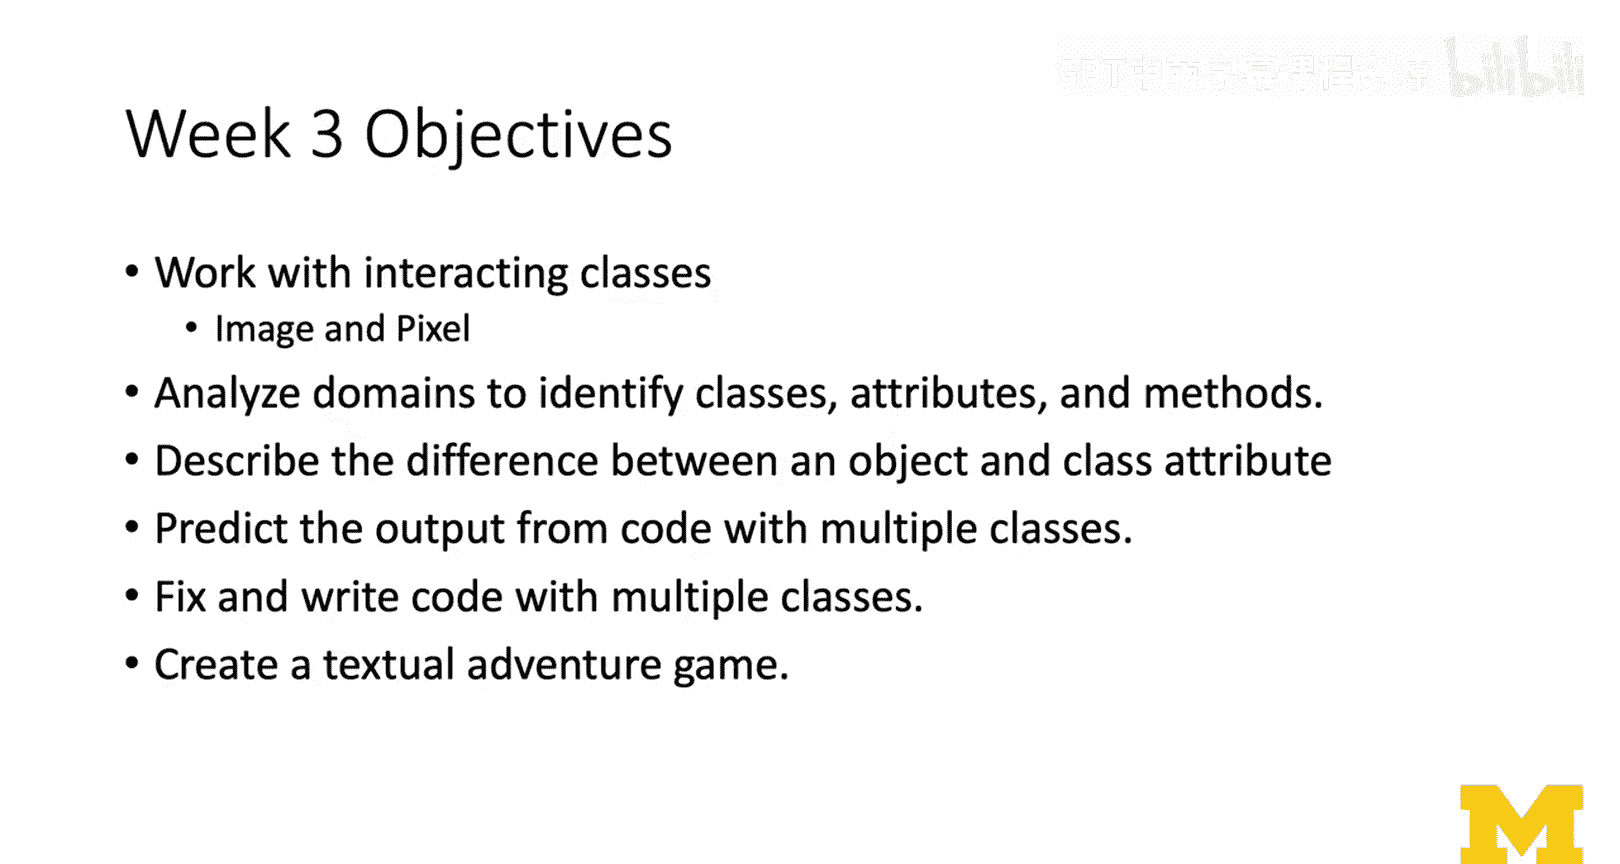 bilibili
Week 3 Objectives
• Work with interacting classes
• Image and Pixel
• Analyze domains to identify classes, attributes, and methods.
• Describe the difference between an object and class attribute
• Predict the output from code with multiple classes.
• Fix and write code with multiple classes.
• Create a textual adventure game.
M